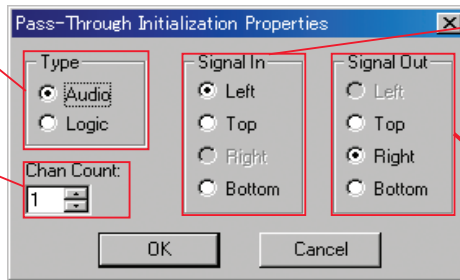 Pass-Through Initialization Properties
Type
Audio
Logic
Chan Count:
1
Signal In
Left
Top
Right
Bottom
Signal Out
Left
Top
Right
Bottom
OK
Cancel